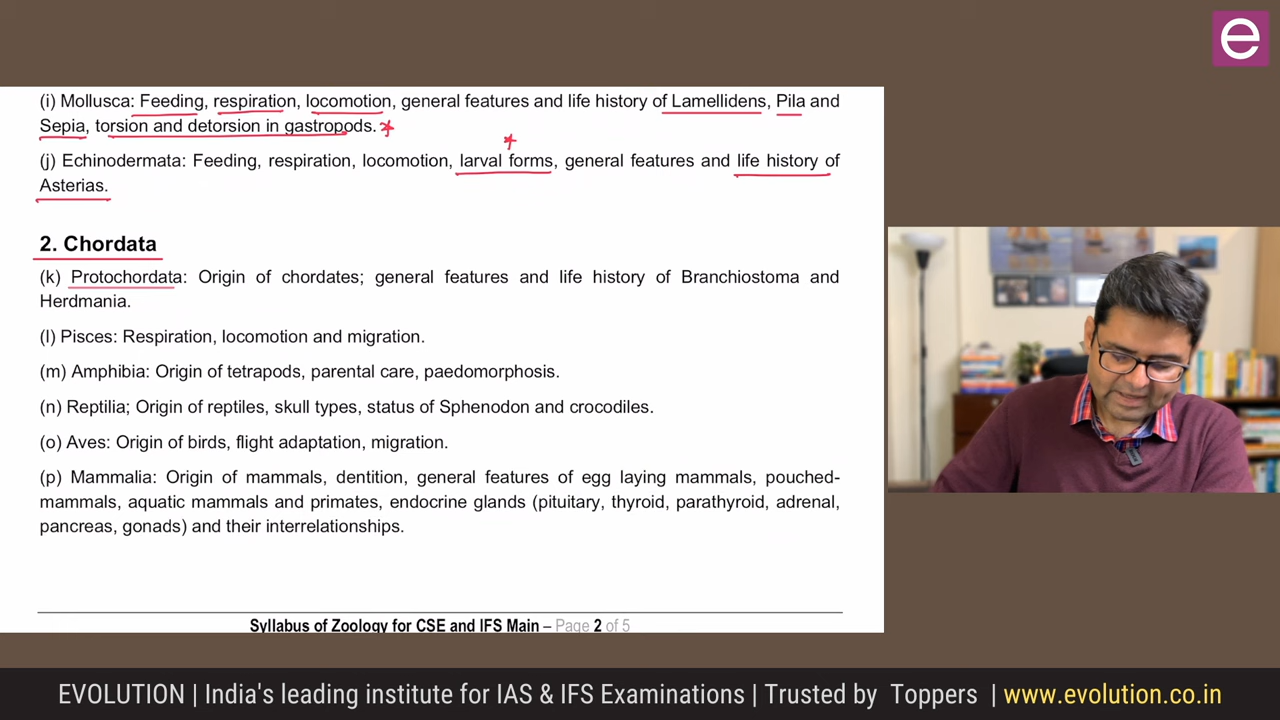 e
(i) Mollusca: Feeding, respiration, locomotion, general features and life history of Lamellidens, Pila and
Sepia, torsion and detorsion in gastropods.
(j) Echinodermata: Feeding, respiration, locomotion, larval forms, general features and life history of
Asterias.
2. Chordata
(k) Protochordata: Origin of chordates; general features and life history of Branchiostoma and
Herdmania.
(l) Pisces: Respiration, locomotion and migration.
(m) Amphibia: Origin of tetrapods, parental care, paedomorphosis.
(n) Reptilia; Origin of reptiles, skull types, status of Sphenodon and crocodiles.
(o) Aves: Origin of birds, flight adaptation, migration.
(p) Mammalia: Origin of mammals, dentition, general features of egg laying mammals, pouched-
mammals, aquatic mammals and primates, endocrine glands (pituitary, thyroid, parathyroid, adrenal,
pancreas, gonads) and their interrelationships.
Syllabus of Zoology for CSE and IFS Main – Page 2 of 5
EVOLUTION | India's leading institute for IAS & IFS Examinations | Trusted by Toppers | www.evolution.co.in